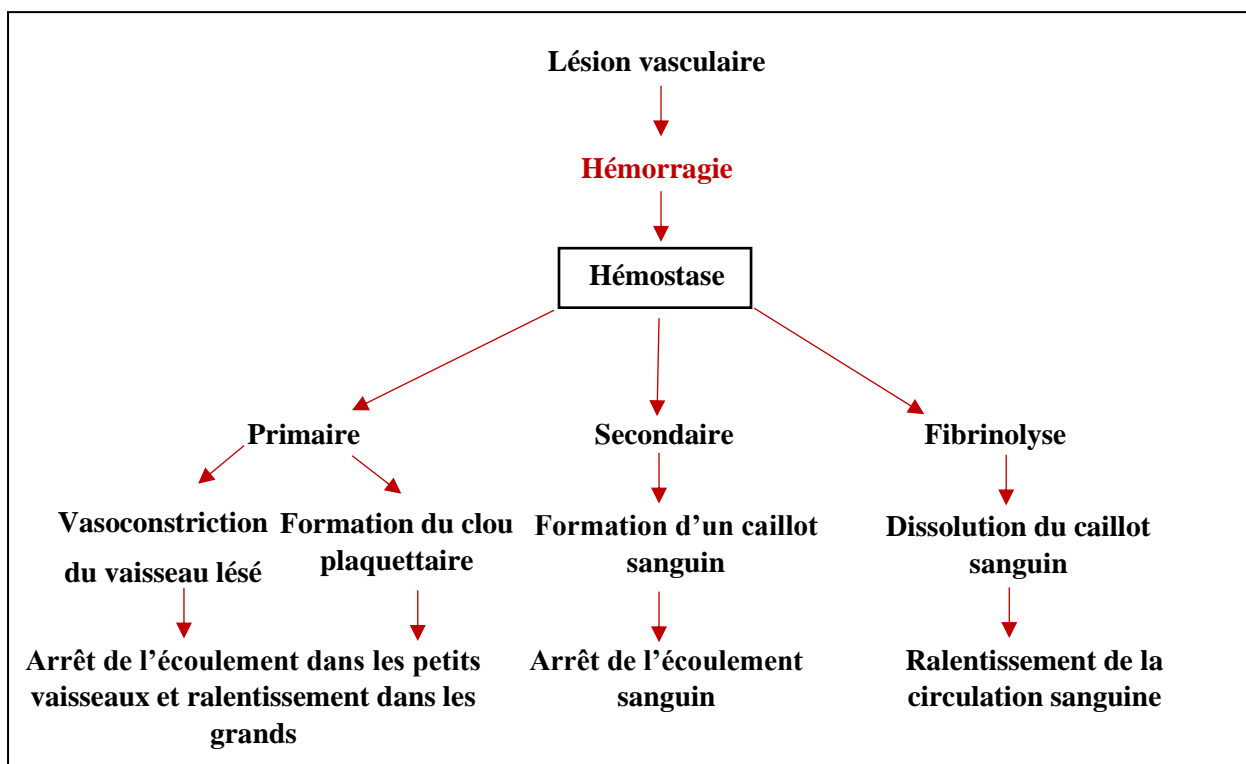 Lésion vasculaire
Hémorragie
Hémostase
Primaire
Secondaire
Fibrinolyse
Vasoconstriction
du vaisseau lésé
Formation du clou
plaquettaire
Formation d’un caillot
sanguin
Dissolution du caillot
sanguin
Arrêt de l’écoulement dans les petits
vaisseaux et ralentissement dans les
grands
Arrêt de l’écoulement
sanguin
Ralentissement de la
circulation sanguine